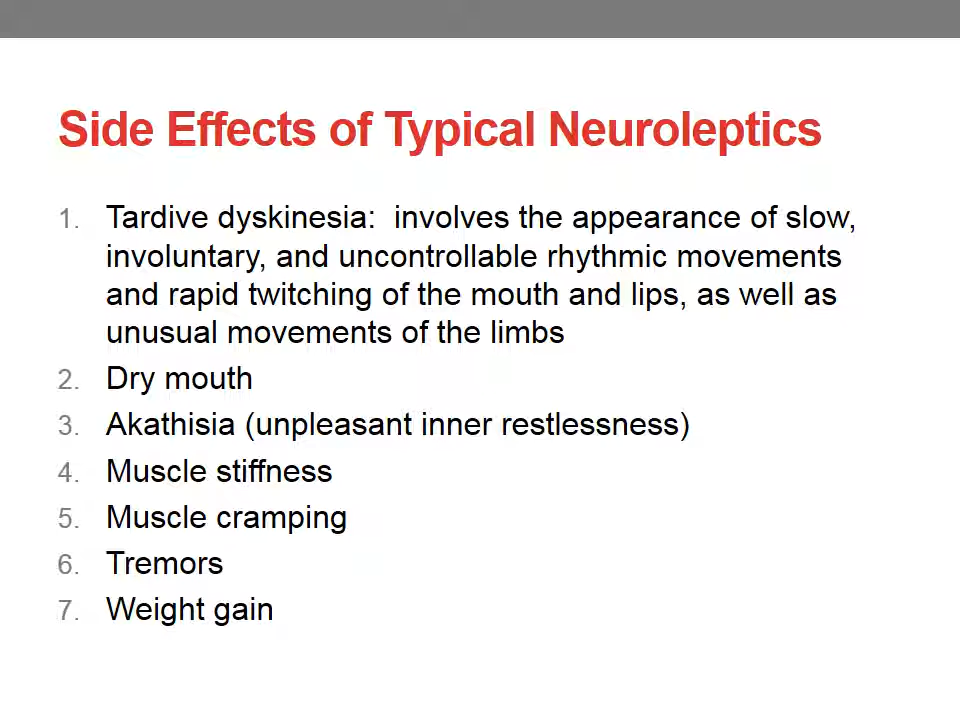 Side Effects of Typical Neuroleptics
1. Tardive dyskinesia:  involves the appearance of slow,
involuntary, and uncontrollable rhythmic movements
and rapid twitching of the mouth and lips, as well as
unusual movements of the limbs
2. Dry mouth
3. Akathisia (unpleasant inner restlessness)
4. Muscle stiffness
5. Muscle cramping
6. Tremors
7. Weight gain